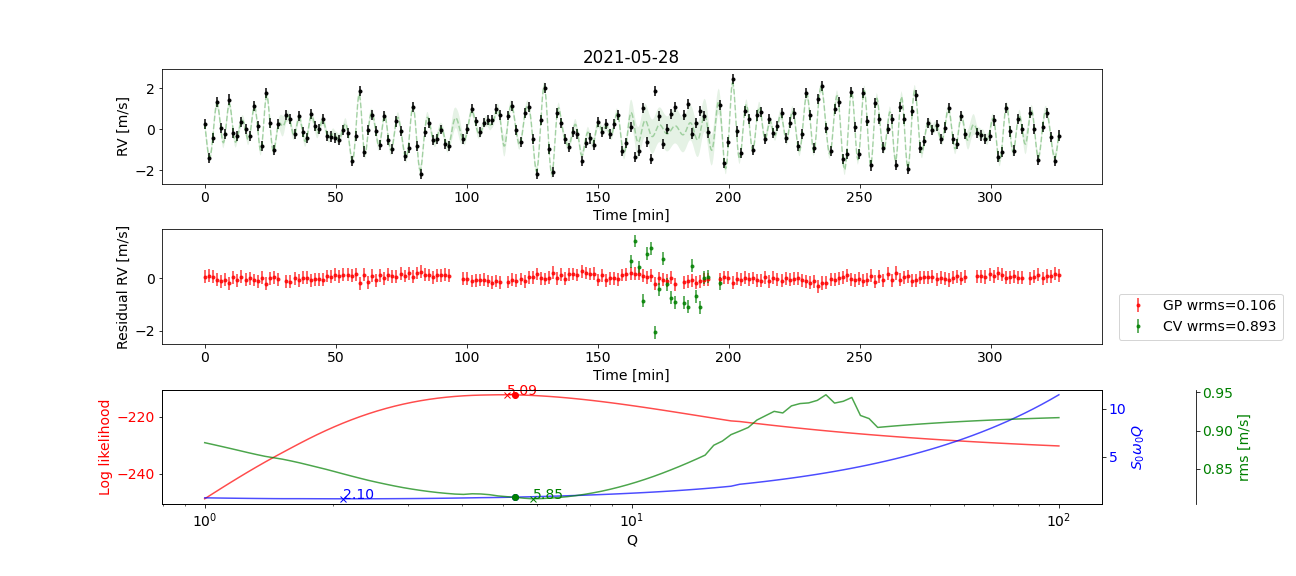 2021-05-28
RV [m/s]
2
0
−2
0 50 100 150 200 250 300
Time [min]
Residual RV [m/s]
0
−2
0 50 100 150 200 250 300
Time [min]
GP wrms=0.106
CV wrms=0.893
Log likelihood
−220
−240
5.09
2.10
5.85
10
5
S₀ω₀Q
0.95
0.90
0.85
rms [m/s]
10⁰ 10¹ 10²
Q